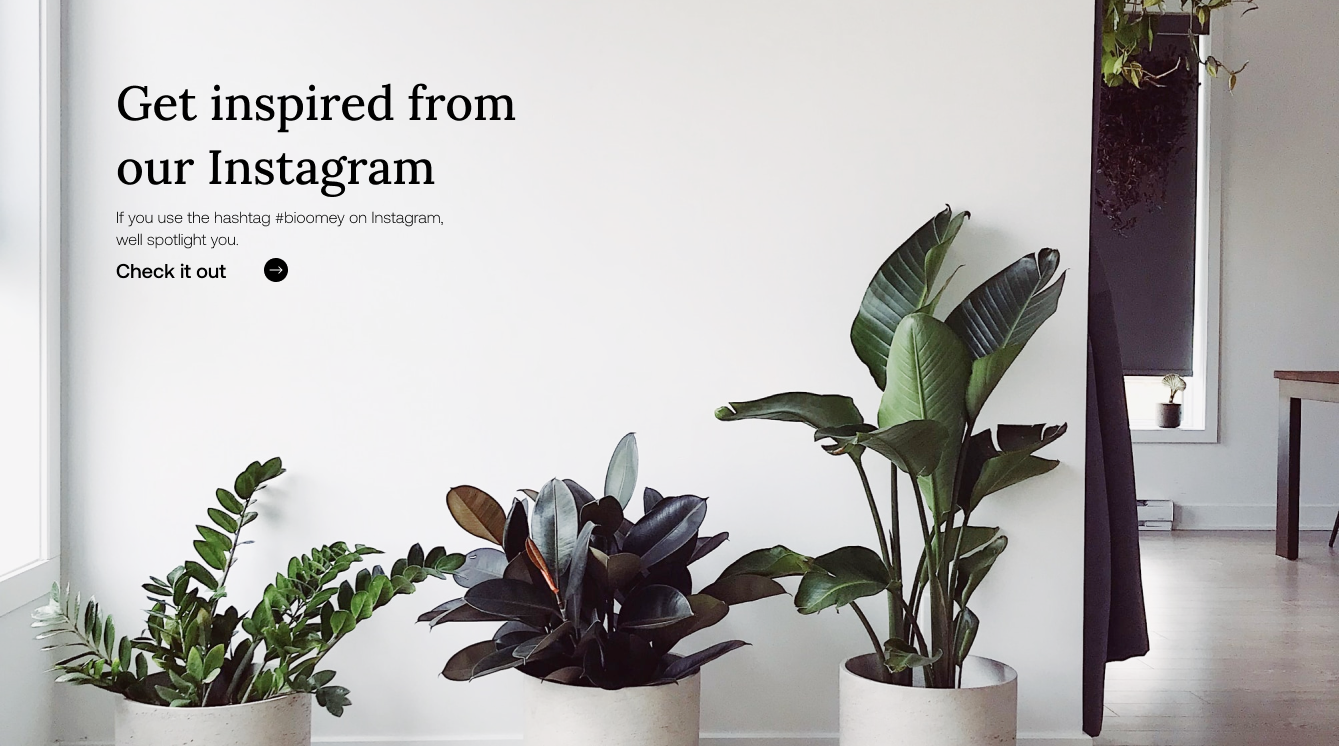 Get inspired from
our Instagram
If you use the hashtag #bioomey on Instagram,
well spotlight you.
Check it out